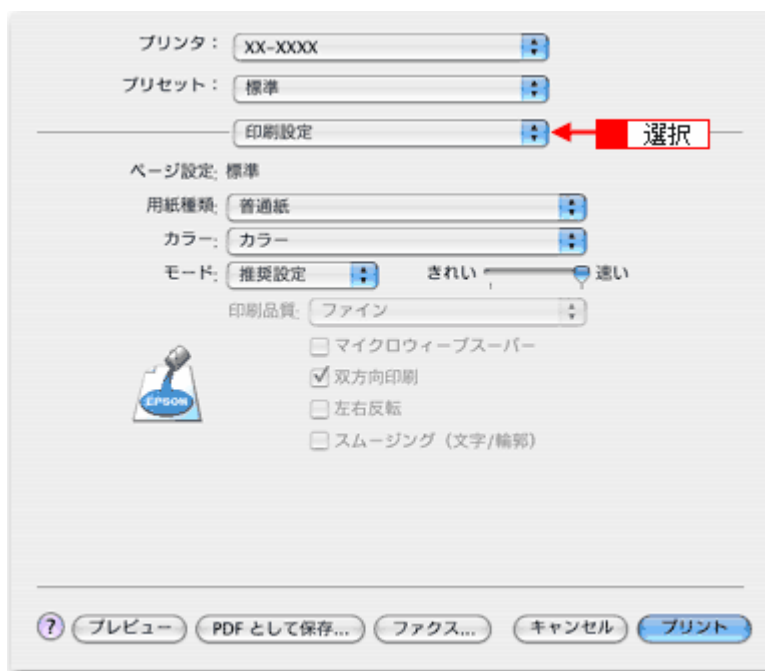 プリンタ： XX-XXXX
プリセット： 標準
印刷設定 選択
ページ設定: 標準
用紙種類: 普通紙
カラー: カラー
モード: 推奨設定 きれい 速い
印刷品質: ファイン
マイクロウィーブスーパー
双方向印刷
左右反転
スムージング（文字/輪郭）
EPSON
? プレビュー PDF として保存... ファクス... キャンセル プリント